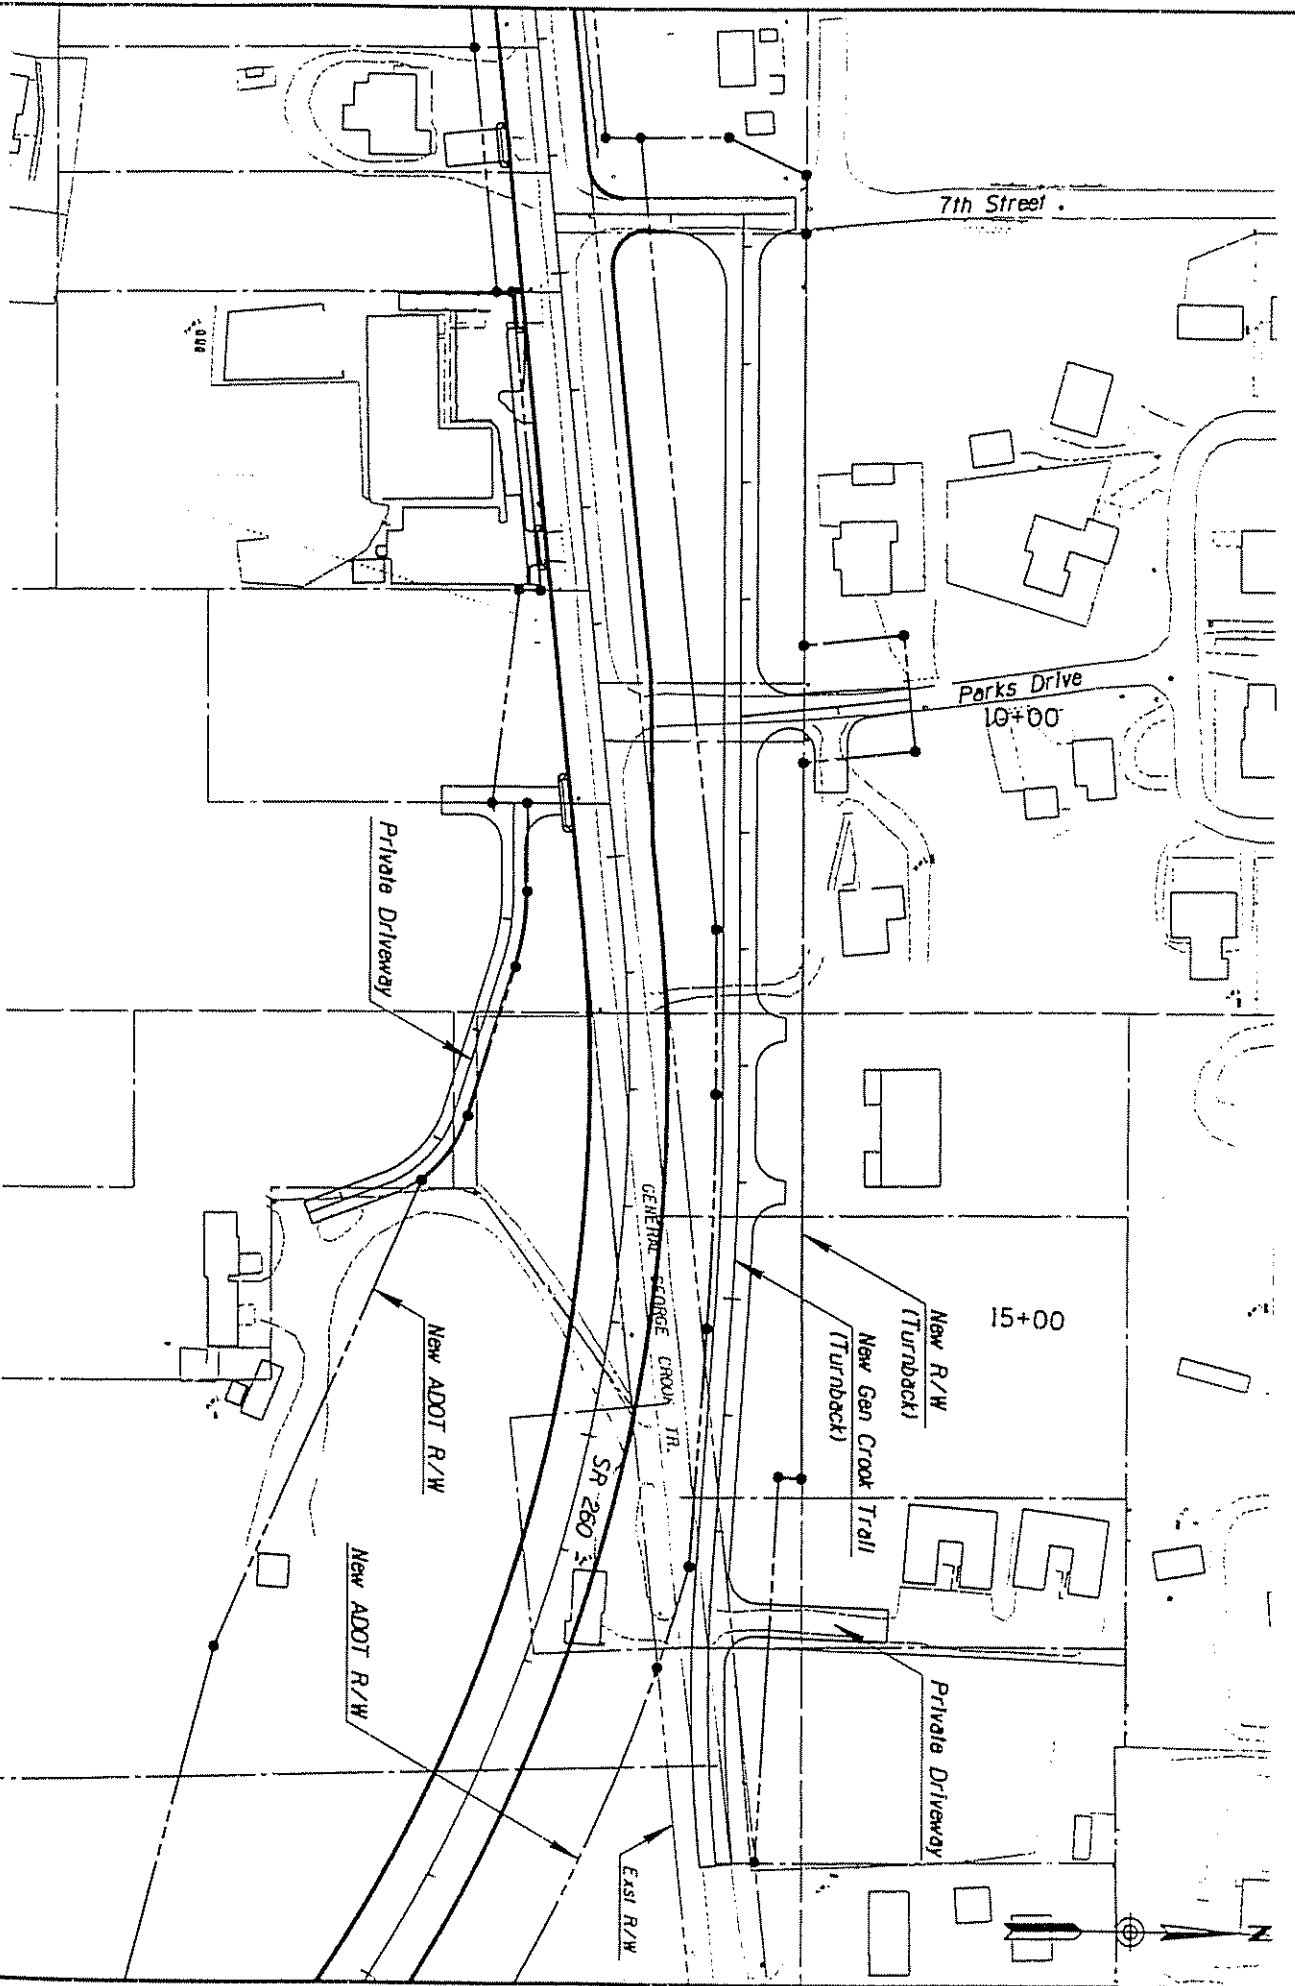 7th Street
Parks Drive
10+00
Private Driveway
GENERAL GEORGE CROOK TR.
New R/W
(Turnback)
15+00
New Gen Crook Trail
(Turnback)
New ADOT R/W
SR 260
New ADOT R/W
Private Driveway
Exst R/W
N